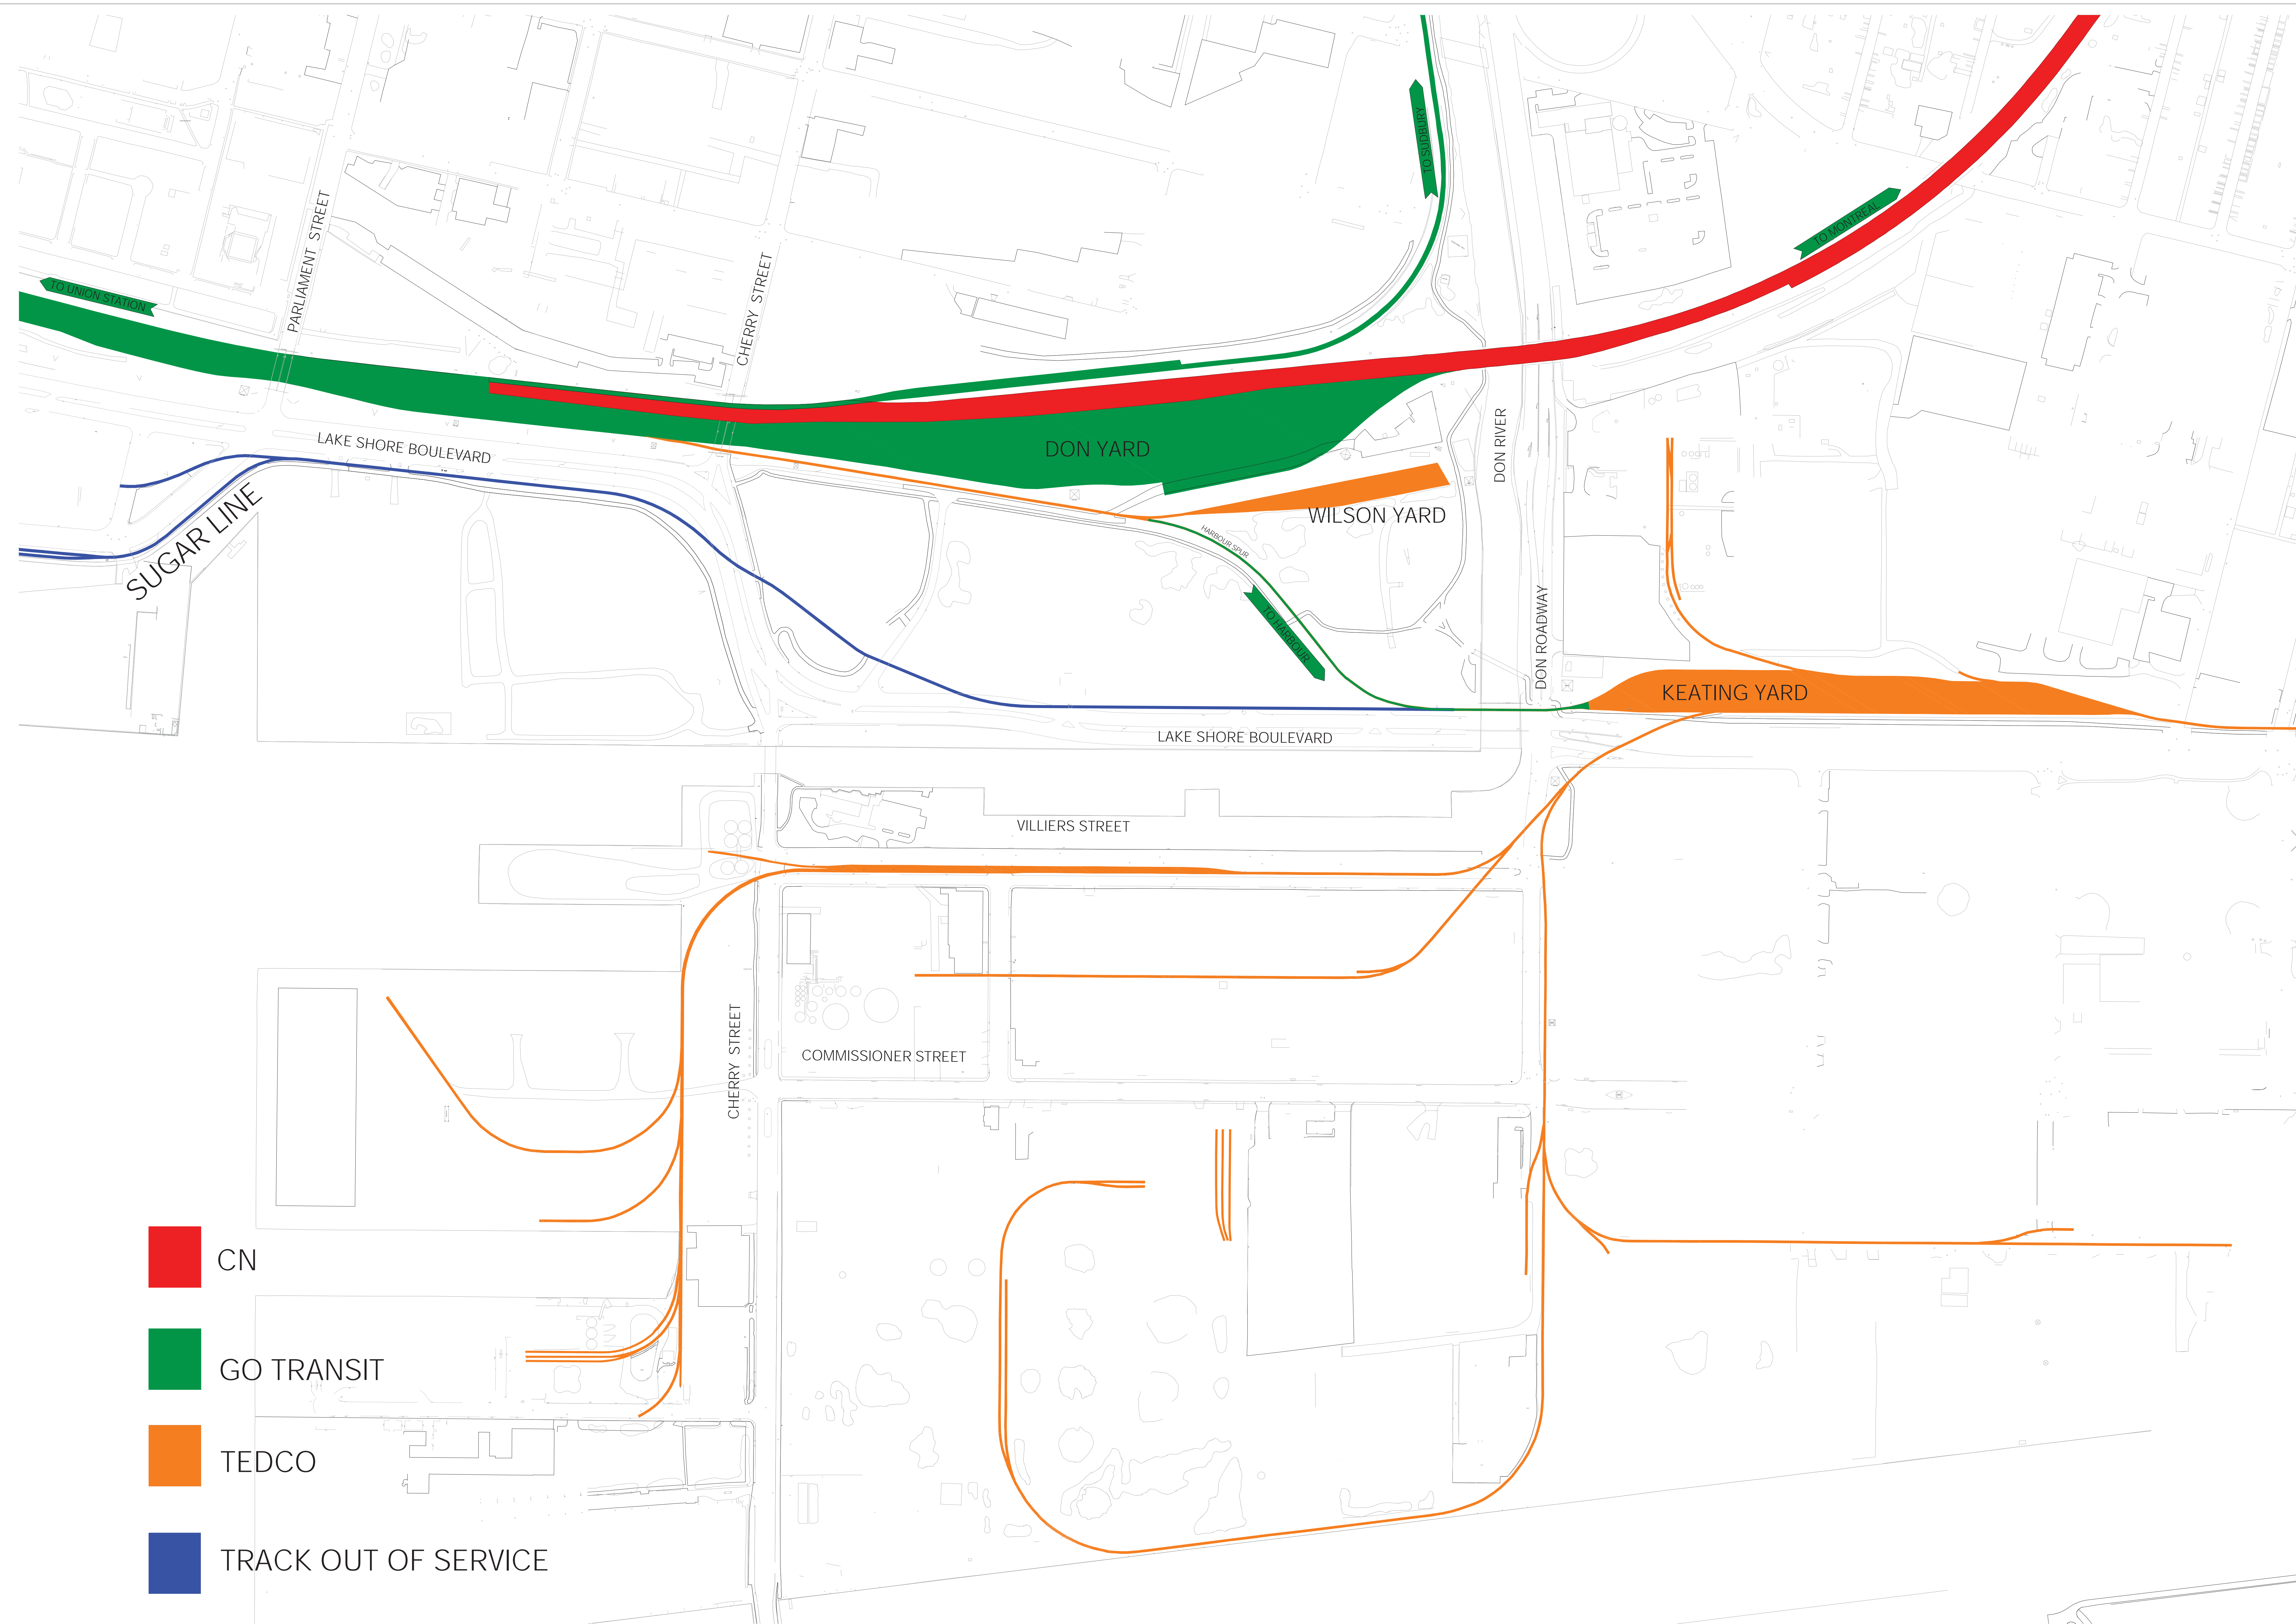 TO SUDBURY
TO MONTREAL
TO UNION STATION
PARLIAMENT STREET
CHERRY STREET
LAKE SHORE BOULEVARD
DON YARD
DON RIVER
SUGAR LINE
WILSON YARD
HARBOUR SPUR
TO HARBOUR
DON ROADWAY
KEATING YARD
LAKE SHORE BOULEVARD
VILLIERS STREET
CHERRY STREET
COMMISSIONER STREET
CN
GO TRANSIT
TEDCO
TRACK OUT OF SERVICE